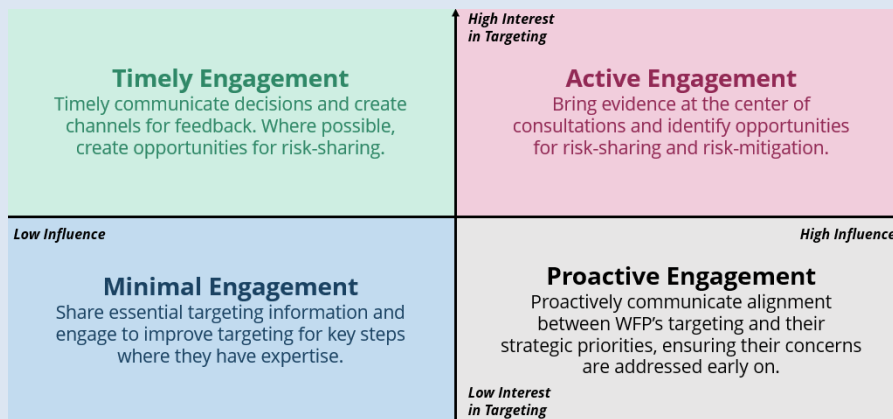 High Interest
in Targeting
Timely Engagement
Timely communicate decisions and create
channels for feedback. Where possible,
create opportunities for risk-sharing.
Active Engagement
Bring evidence at the center of
consultations and identify opportunities
for risk-sharing and risk-mitigation.
Low Influence
High Influence
Minimal Engagement
Share essential targeting information and
engage to improve targeting for key steps
where they have expertise.
Proactive Engagement
Proactively communicate alignment
between WFP's targeting and their
strategic priorities, ensuring their concerns
are addressed early on.
Low Interest
in Targeting